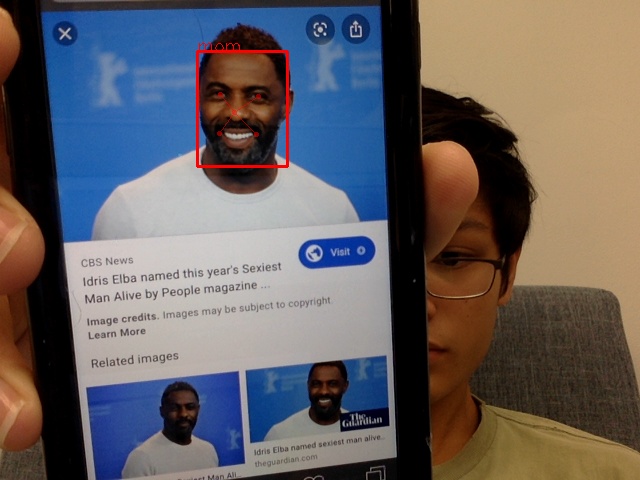 mom
Visit
CBS News
Idris Elba named this year's Sexiest
Man Alive by People magazine ...
Image credits. Images may be subject to copyright.
Learn More
Related images
The
Guardian
Idris Elba named sexiest man alive..
theguardian.com
Sexiest Man Ali..